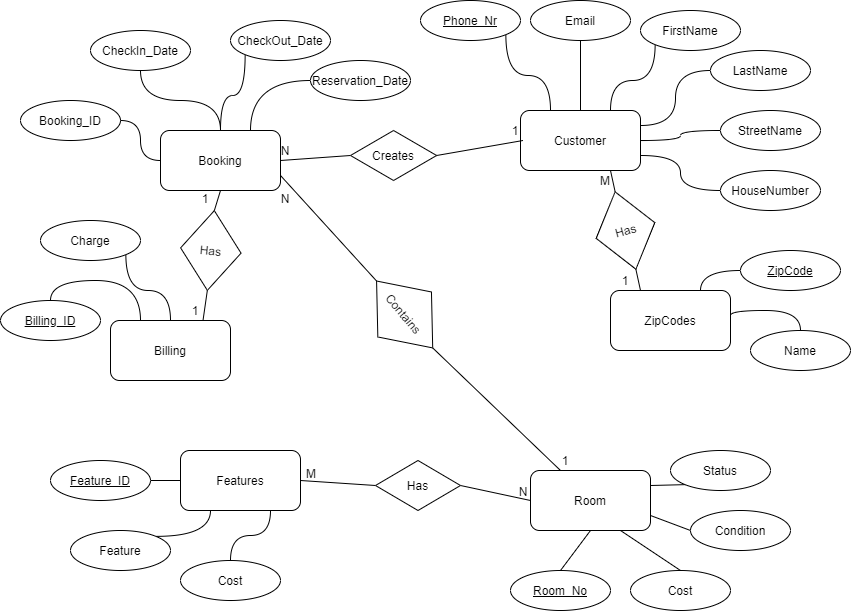 Phone_Nr
Email
FirstName
CheckIn_Date
CheckOut_Date
LastName
Reservation_Date
Booking_ID
StreetName
1
N
Booking
Creates
Customer
HouseNumber
M
1
N
Has
Charge
Has
ZipCode
1
1
Contains
Billing_ID
ZipCodes
Billing
Name
1
M
N
Feature_ID
Features
Has
Room
Status
Condition
Feature
Cost
Room_No
Cost